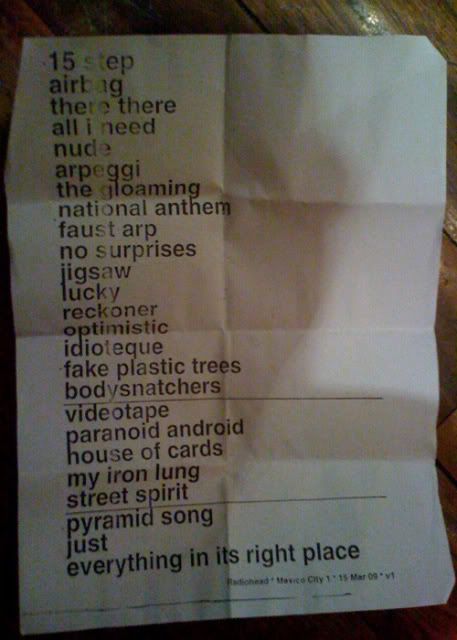 15 step
airbag
there there
all i need
nude
arpeggi
the gloaming
national anthem
faust arp
no surprises
jigsaw
lucky
reckoner
optimistic
idioteque
fake plastic trees
bodysnatchers
videotape
paranoid android
house of cards
my iron lung
street spirit
pyramid song
just
everything in its right place
Radiohead * Mexico City 1 * 15 Mar 09 * v1